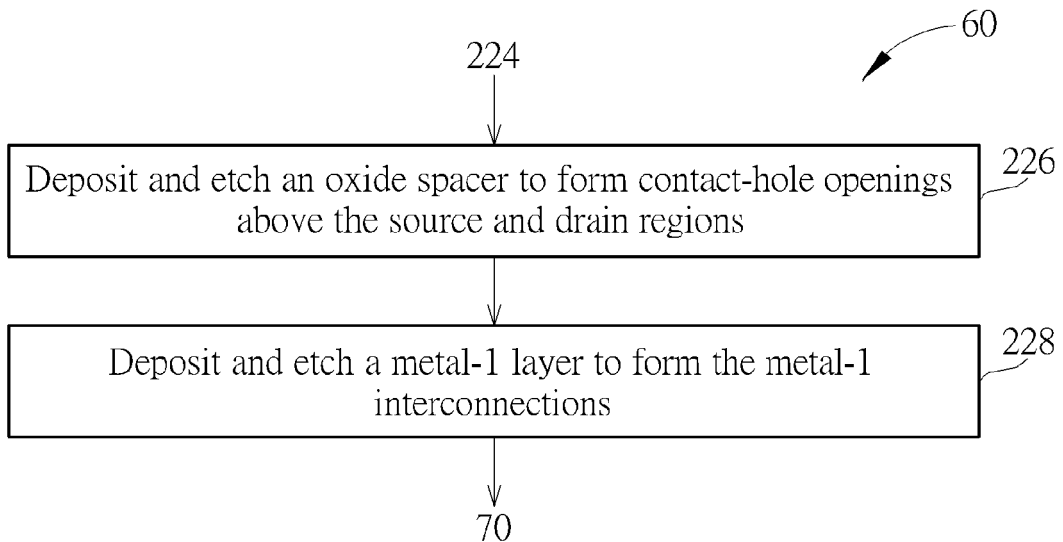 60
224
Deposit and etch an oxide spacer to form contact-hole openings
above the source and drain regions
226
Deposit and etch a metal-1 layer to form the metal-1
interconnections
228
70